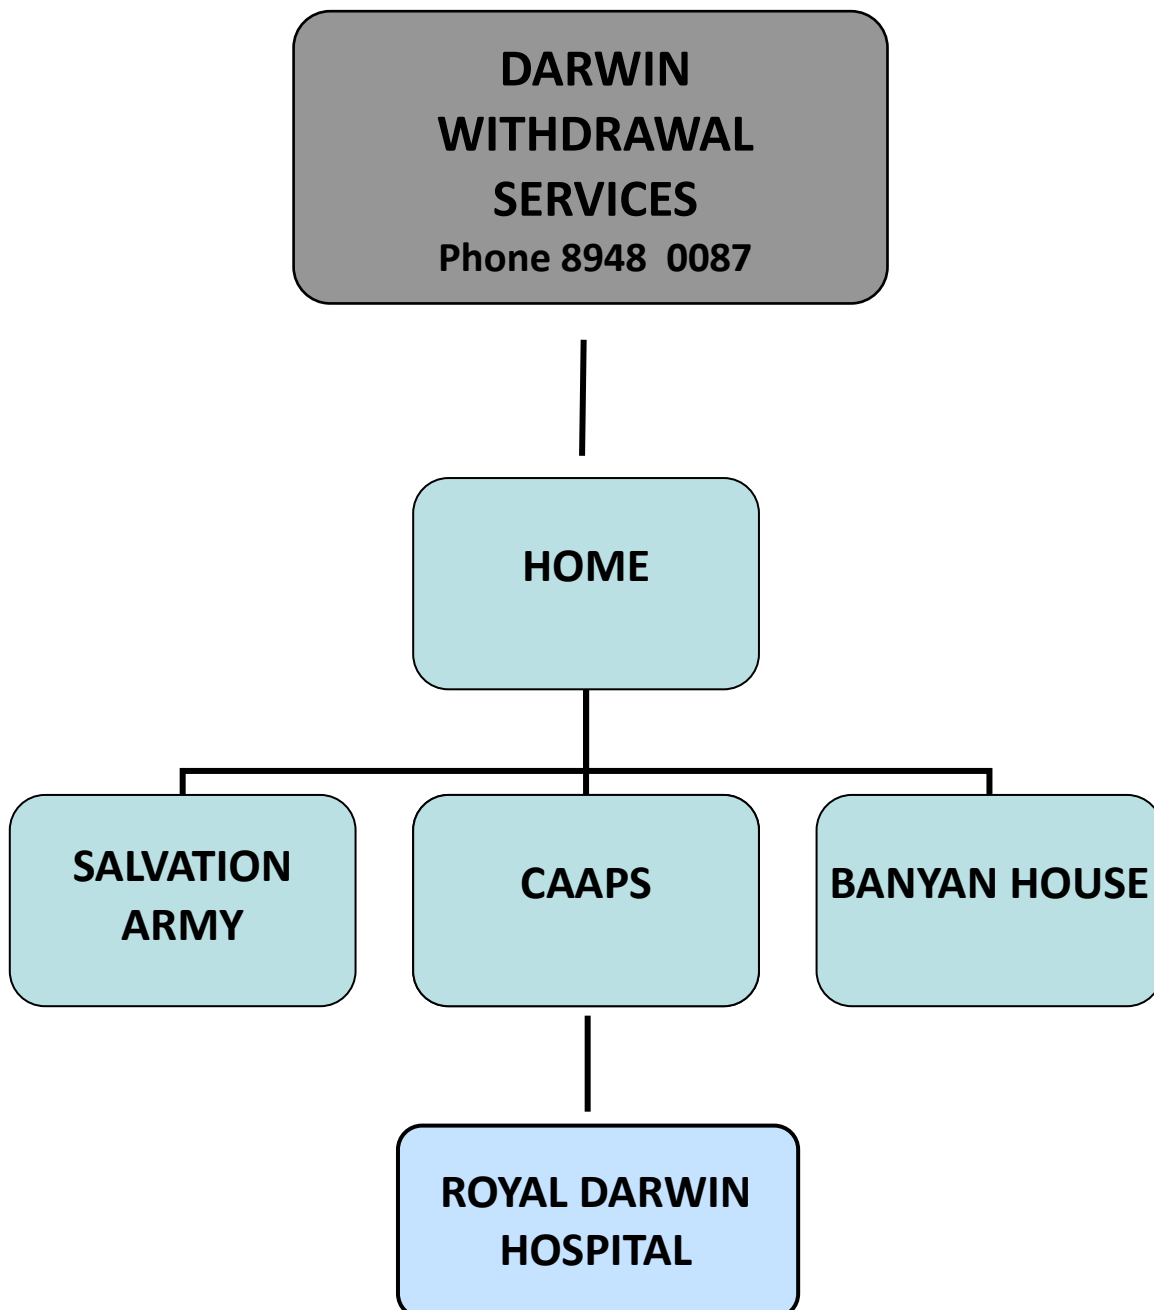 DARWIN
WITHDRAWAL
SERVICES
Phone 8948  0087
HOME
SALVATION
ARMY
CAAPS
BANYAN HOUSE
ROYAL DARWIN
HOSPITAL